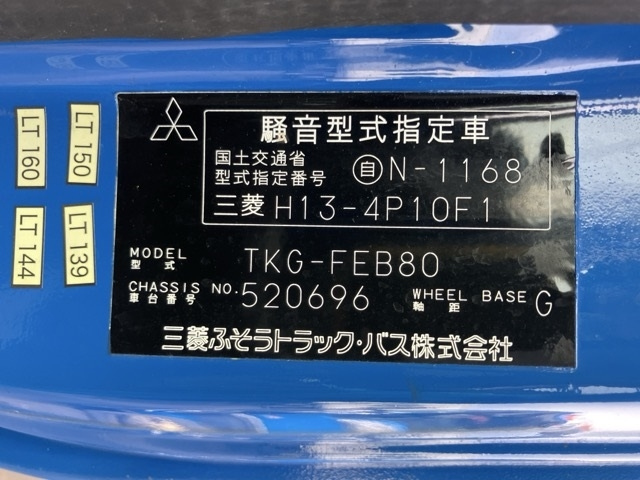 LT 160
LT 150
LT 144
LT 139
騒音型式指定車
国土交通省
型式指定番号 自N-1168
三菱 H13-4P10F1
MODEL
型式 TKG-FEB80
CHASSIS NO.
車台番号 520696 WHEEL BASE
軸距 G
三菱ふそうトラック・バス株式会社